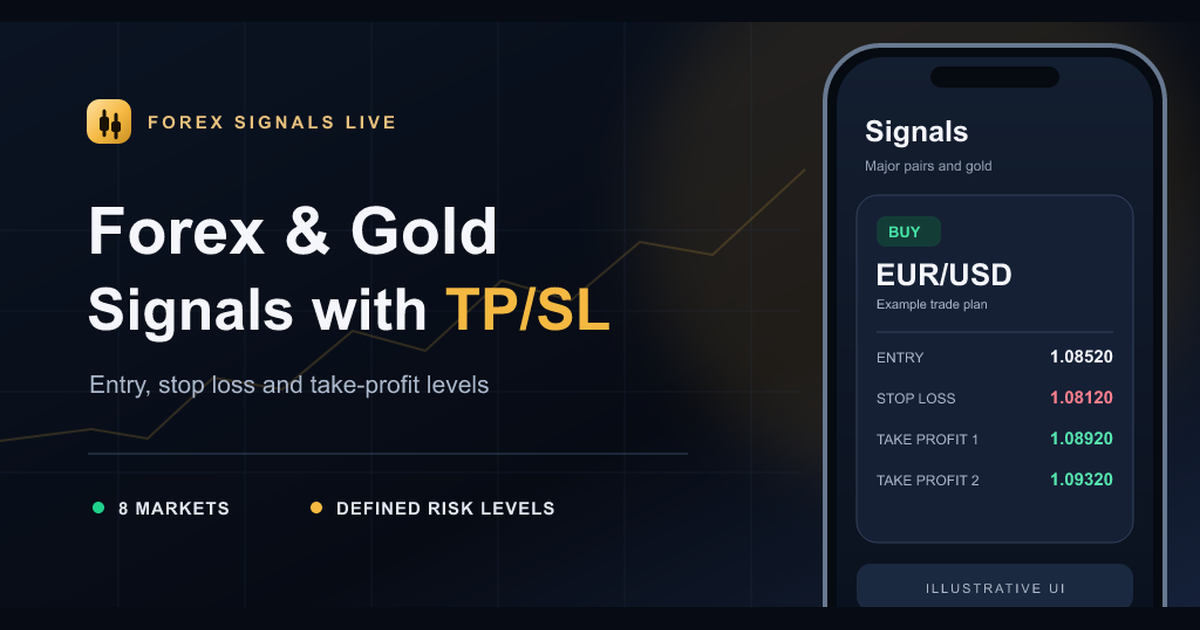 FOREX SIGNALS LIVE
Forex & Gold
Signals with TP/SL
Entry, stop loss and take-profit levels
8 MARKETS
DEFINED RISK LEVELS
Signals
Major pairs and gold
BUY
EUR/USD
Example trade plan
ENTRY 1.08520
STOP LOSS 1.08120
TAKE PROFIT 1 1.08920
TAKE PROFIT 2 1.09320
ILLUSTRATIVE UI